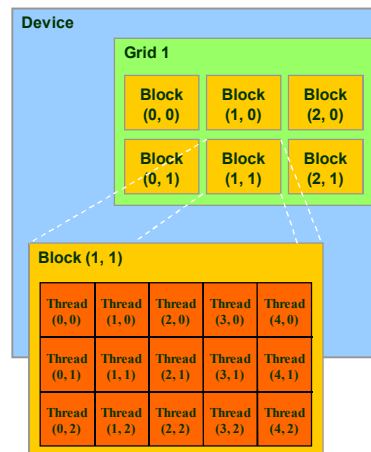 Device
Grid 1
Block Block Block
(0, 0) (1, 0) (2, 0)
Block Block Block
(0, 1) (1, 1) (2, 1)
Block (1, 1)
Thread Thread Thread Thread Thread
(0, 0) (1, 0) (2, 0) (3, 0) (4, 0)
Thread Thread Thread Thread Thread
(0, 1) (1, 1) (2, 1) (3, 1) (4, 1)
Thread Thread Thread Thread Thread
(0, 2) (1, 2) (2, 2) (3, 2) (4, 2)